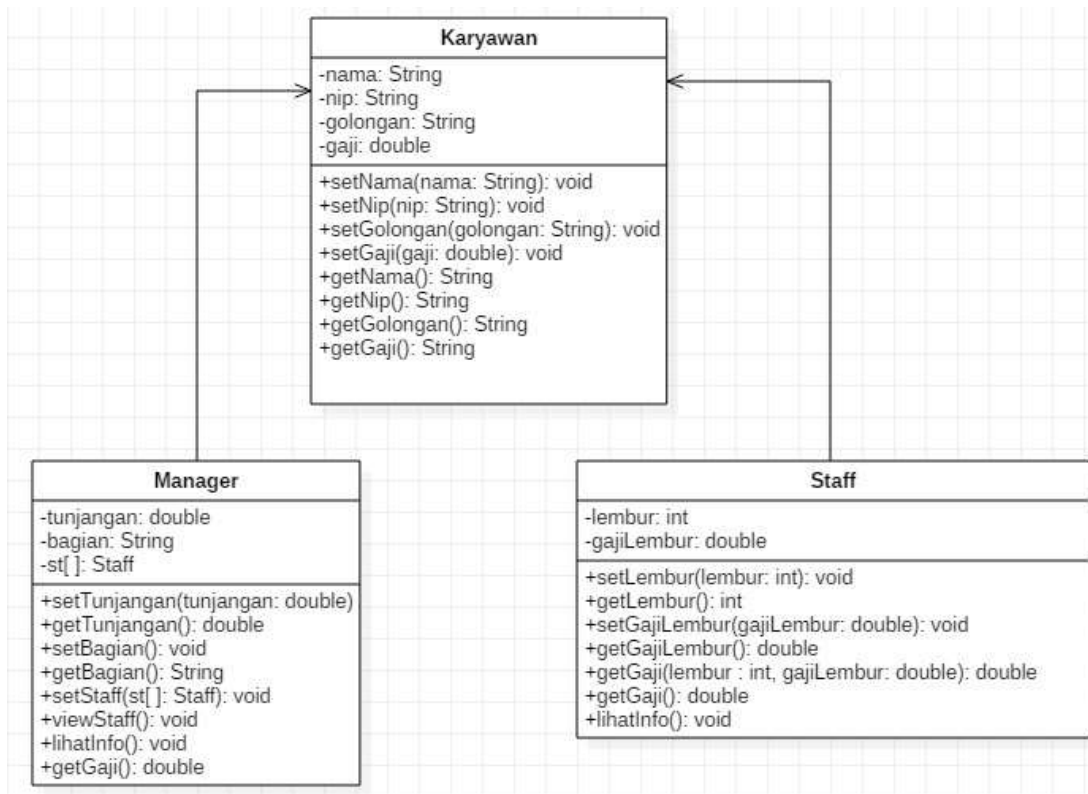 Karyawan
-nama: String
-nip: String
-golongan: String
-gaji: double
+setNama(nama: String): void
+setNip(nip: String): void
+setGolongan(golongan: String): void
+setGaji(gaji: double): void
+getNama(): String
+getNip(): String
+getGolongan(): String
+getGaji(): String
Manager
-tunjangan: double
-bagian: String
-st[ ]: Staff
+setTunjangan(tunjangan: double)
+getTunjangan(): double
+setBagian(): void
+getBagian(): String
+setStaff(st[ ]: Staff): void
+viewStaff(): void
+lihatInfo(): void
+getGaji(): double
Staff
-lembur: int
-gajiLembur: double
+setLembur(lembur: int): void
+getLembur(): int
+setGajiLembur(gajiLembur: double): void
+getGajiLembur(): double
+getGaji(lembur : int, gajiLembur: double): double
+getGaji(): double
+lihatInfo(): void